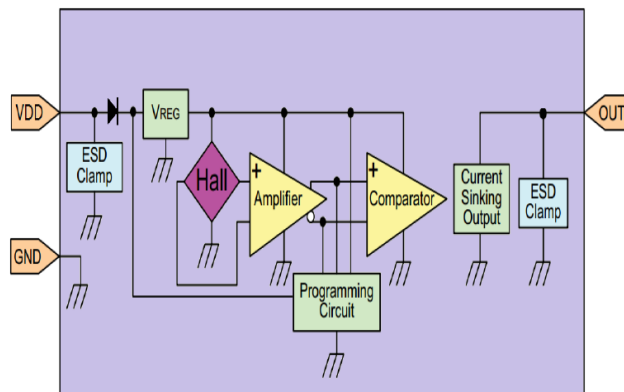 VDD
VREG
OUT
ESD
Clamp
Hall
+
Amplifier
+
Comparator
Current
Sinking
Output
ESD
Clamp
GND
Programming
Circuit